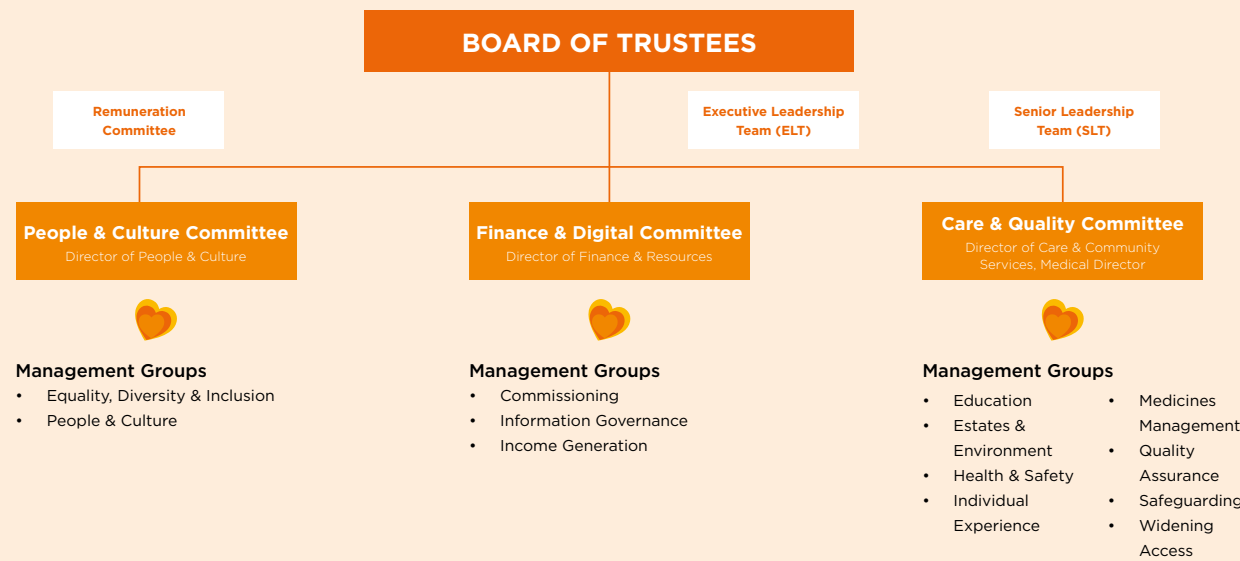 BOARD OF TRUSTEES
Remuneration
Committee
Executive Leadership
Team (ELT)
Senior Leadership
Team (SLT)
People & Culture Committee
Director of People & Culture
Finance & Digital Committee
Director of Finance & Resources
Care & Quality Committee
Director of Care & Community
Services, Medical Director
Management Groups
• Equality, Diversity & Inclusion
• People & Culture
Management Groups
• Commissioning
• Information Governance
• Income Generation
Management Groups
• Education
• Estates &
Environment
• Health & Safety
• Individual
Experience
• Medicines
Management
• Quality
Assurance
• Safeguarding
• Widening
Access